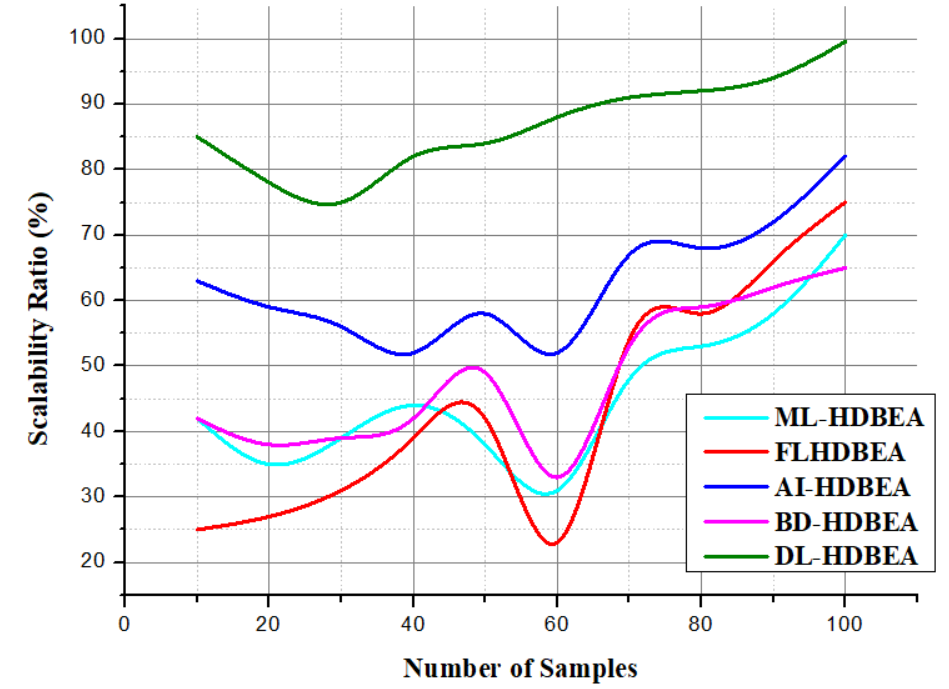 Scalability Ratio (%)
100
90
80
70
60
50
40
30
20
0 20 40 60 80 100
Number of Samples
ML-HDBEA
FLHDBEA
AI-HDBEA
BD-HDBEA
DL-HDBEA